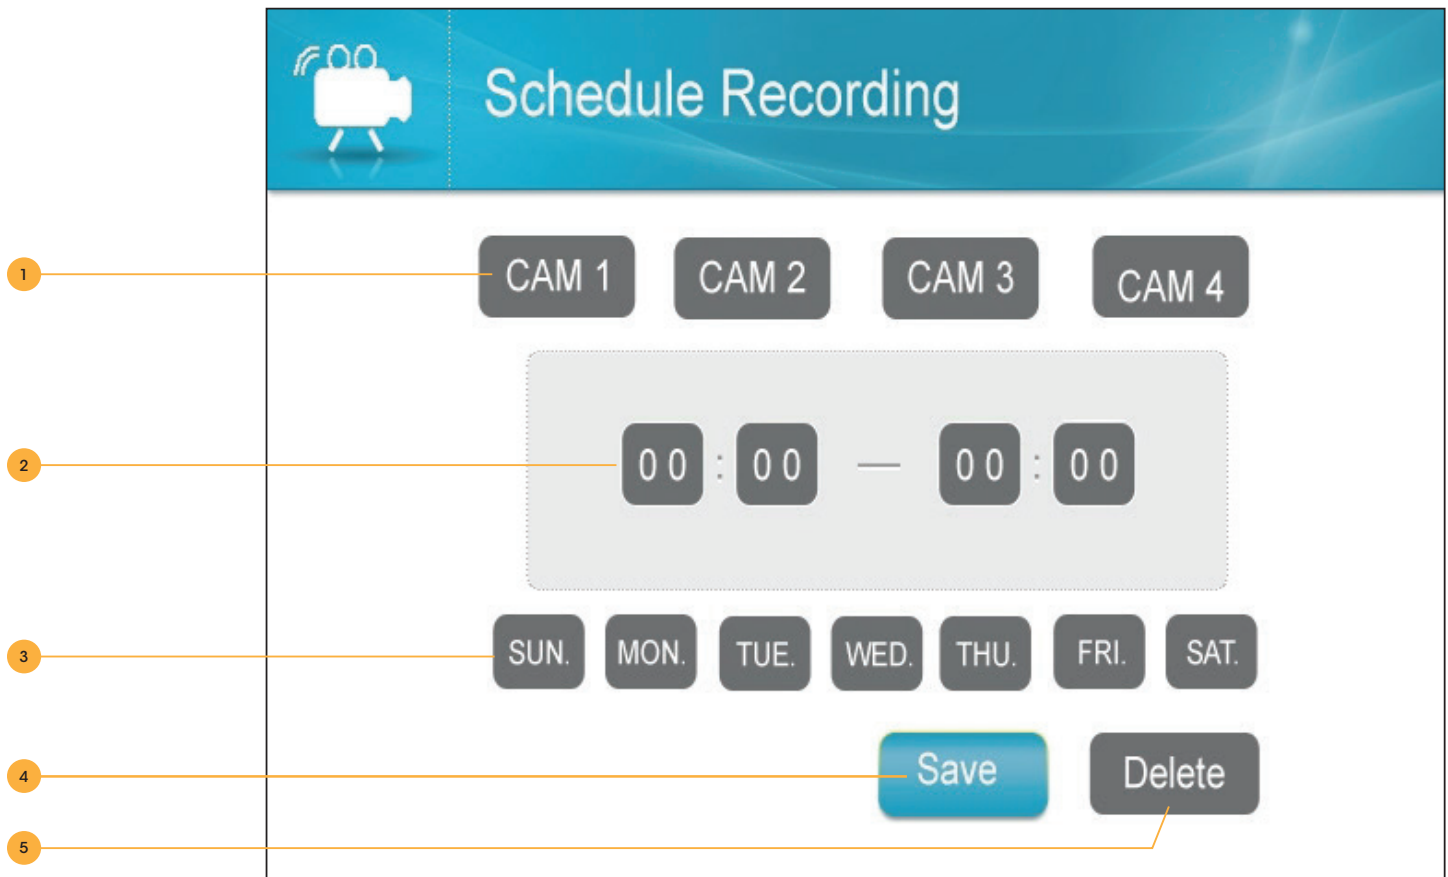 Schedule Recording
1 CAM 1 CAM 2 CAM 3 CAM 4
2 00 : 00 — 00 : 00
3 SUN. MON. TUE. WED. THU. FRI. SAT.
4 Save Delete
5